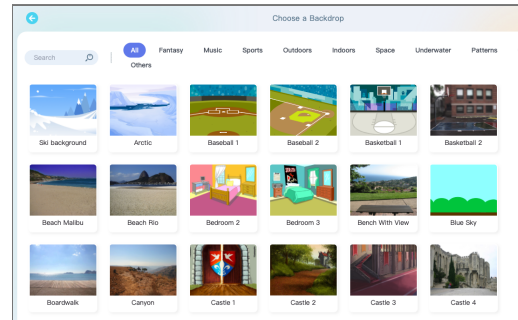 Choose a Backdrop
Search
All Fantasy Music Sports Outdoors Indoors Space Underwater Patterns
Others
Ski background Arctic Baseball 1 Baseball 2 Basketball 1 Basketball 2
Beach Malibu Beach Rio Bedroom 2 Bedroom 3 Bench With View Blue Sky
Boardwalk Canyon Castle 1 Castle 2 Castle 3 Castle 4